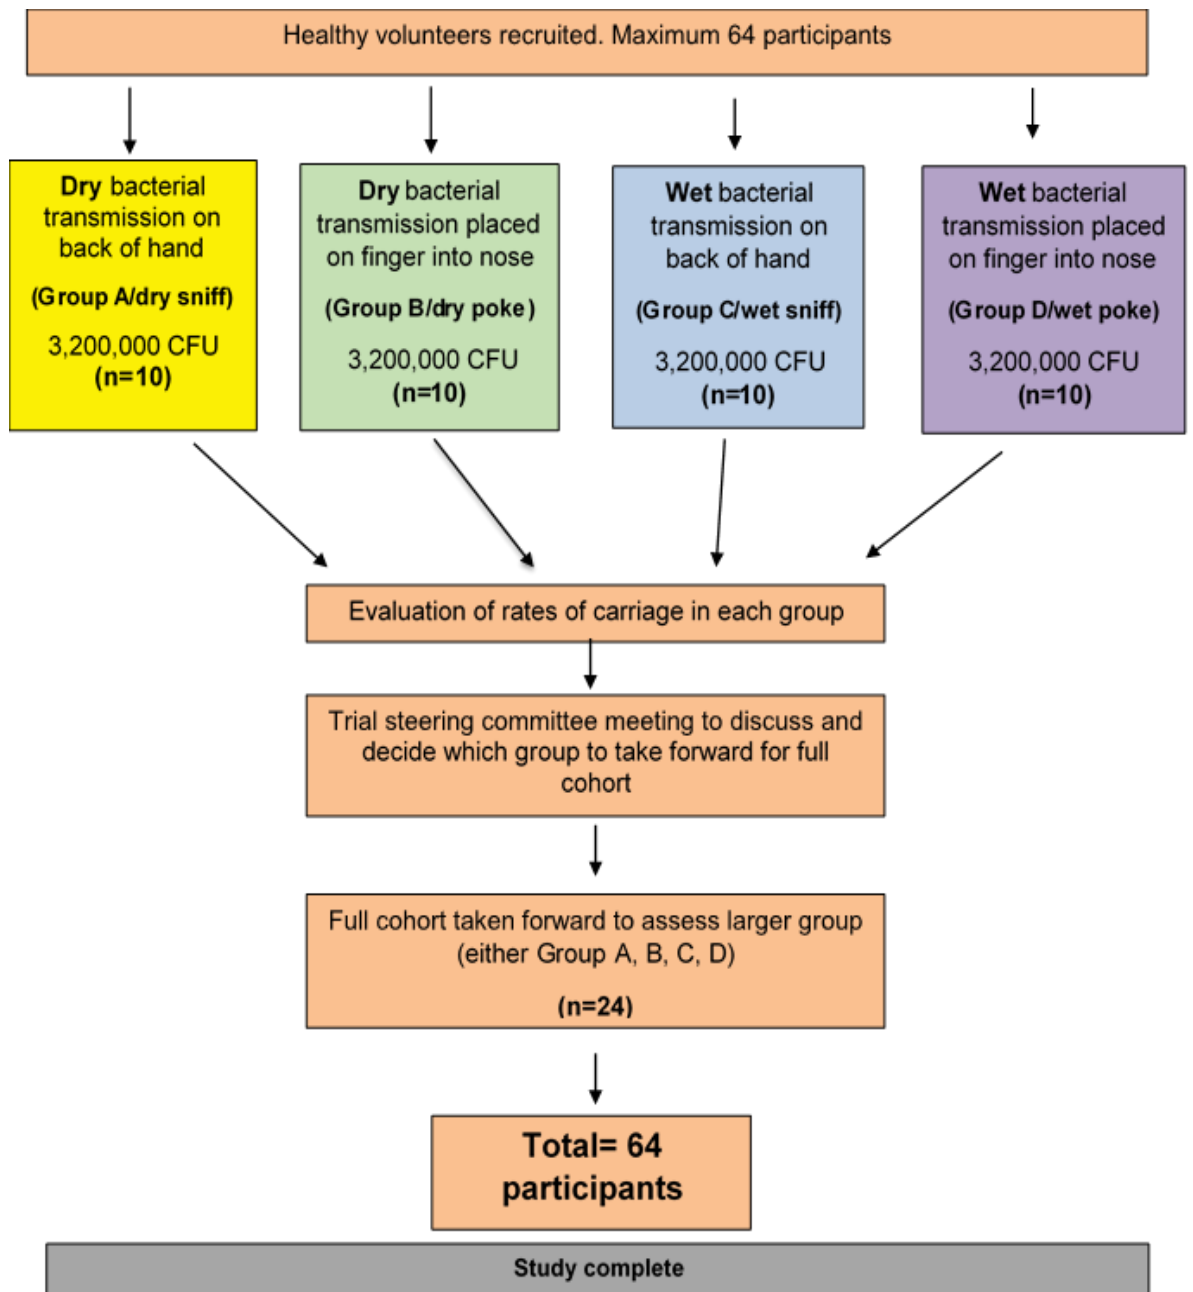 Healthy volunteers recruited. Maximum 64 participants
Dry bacterial
transmission on
back of hand
(Group A/dry sniff)
3,200,000 CFU
(n=10)
Dry bacterial
transmission placed
on finger into nose
(Group B/dry poke)
3,200,000 CFU
(n=10)
Wet bacterial
transmission on
back of hand
(Group C/wet sniff)
3,200,000 CFU
(n=10)
Wet bacterial
transmission placed
on finger into nose
(Group D/wet poke)
3,200,000 CFU
(n=10)
Evaluation of rates of carriage in each group
Trial steering committee meeting to discuss and
decide which group to take forward for full
cohort
Full cohort taken forward to assess larger group
(either Group A, B, C, D)
(n=24)
Total= 64
participants
Study complete